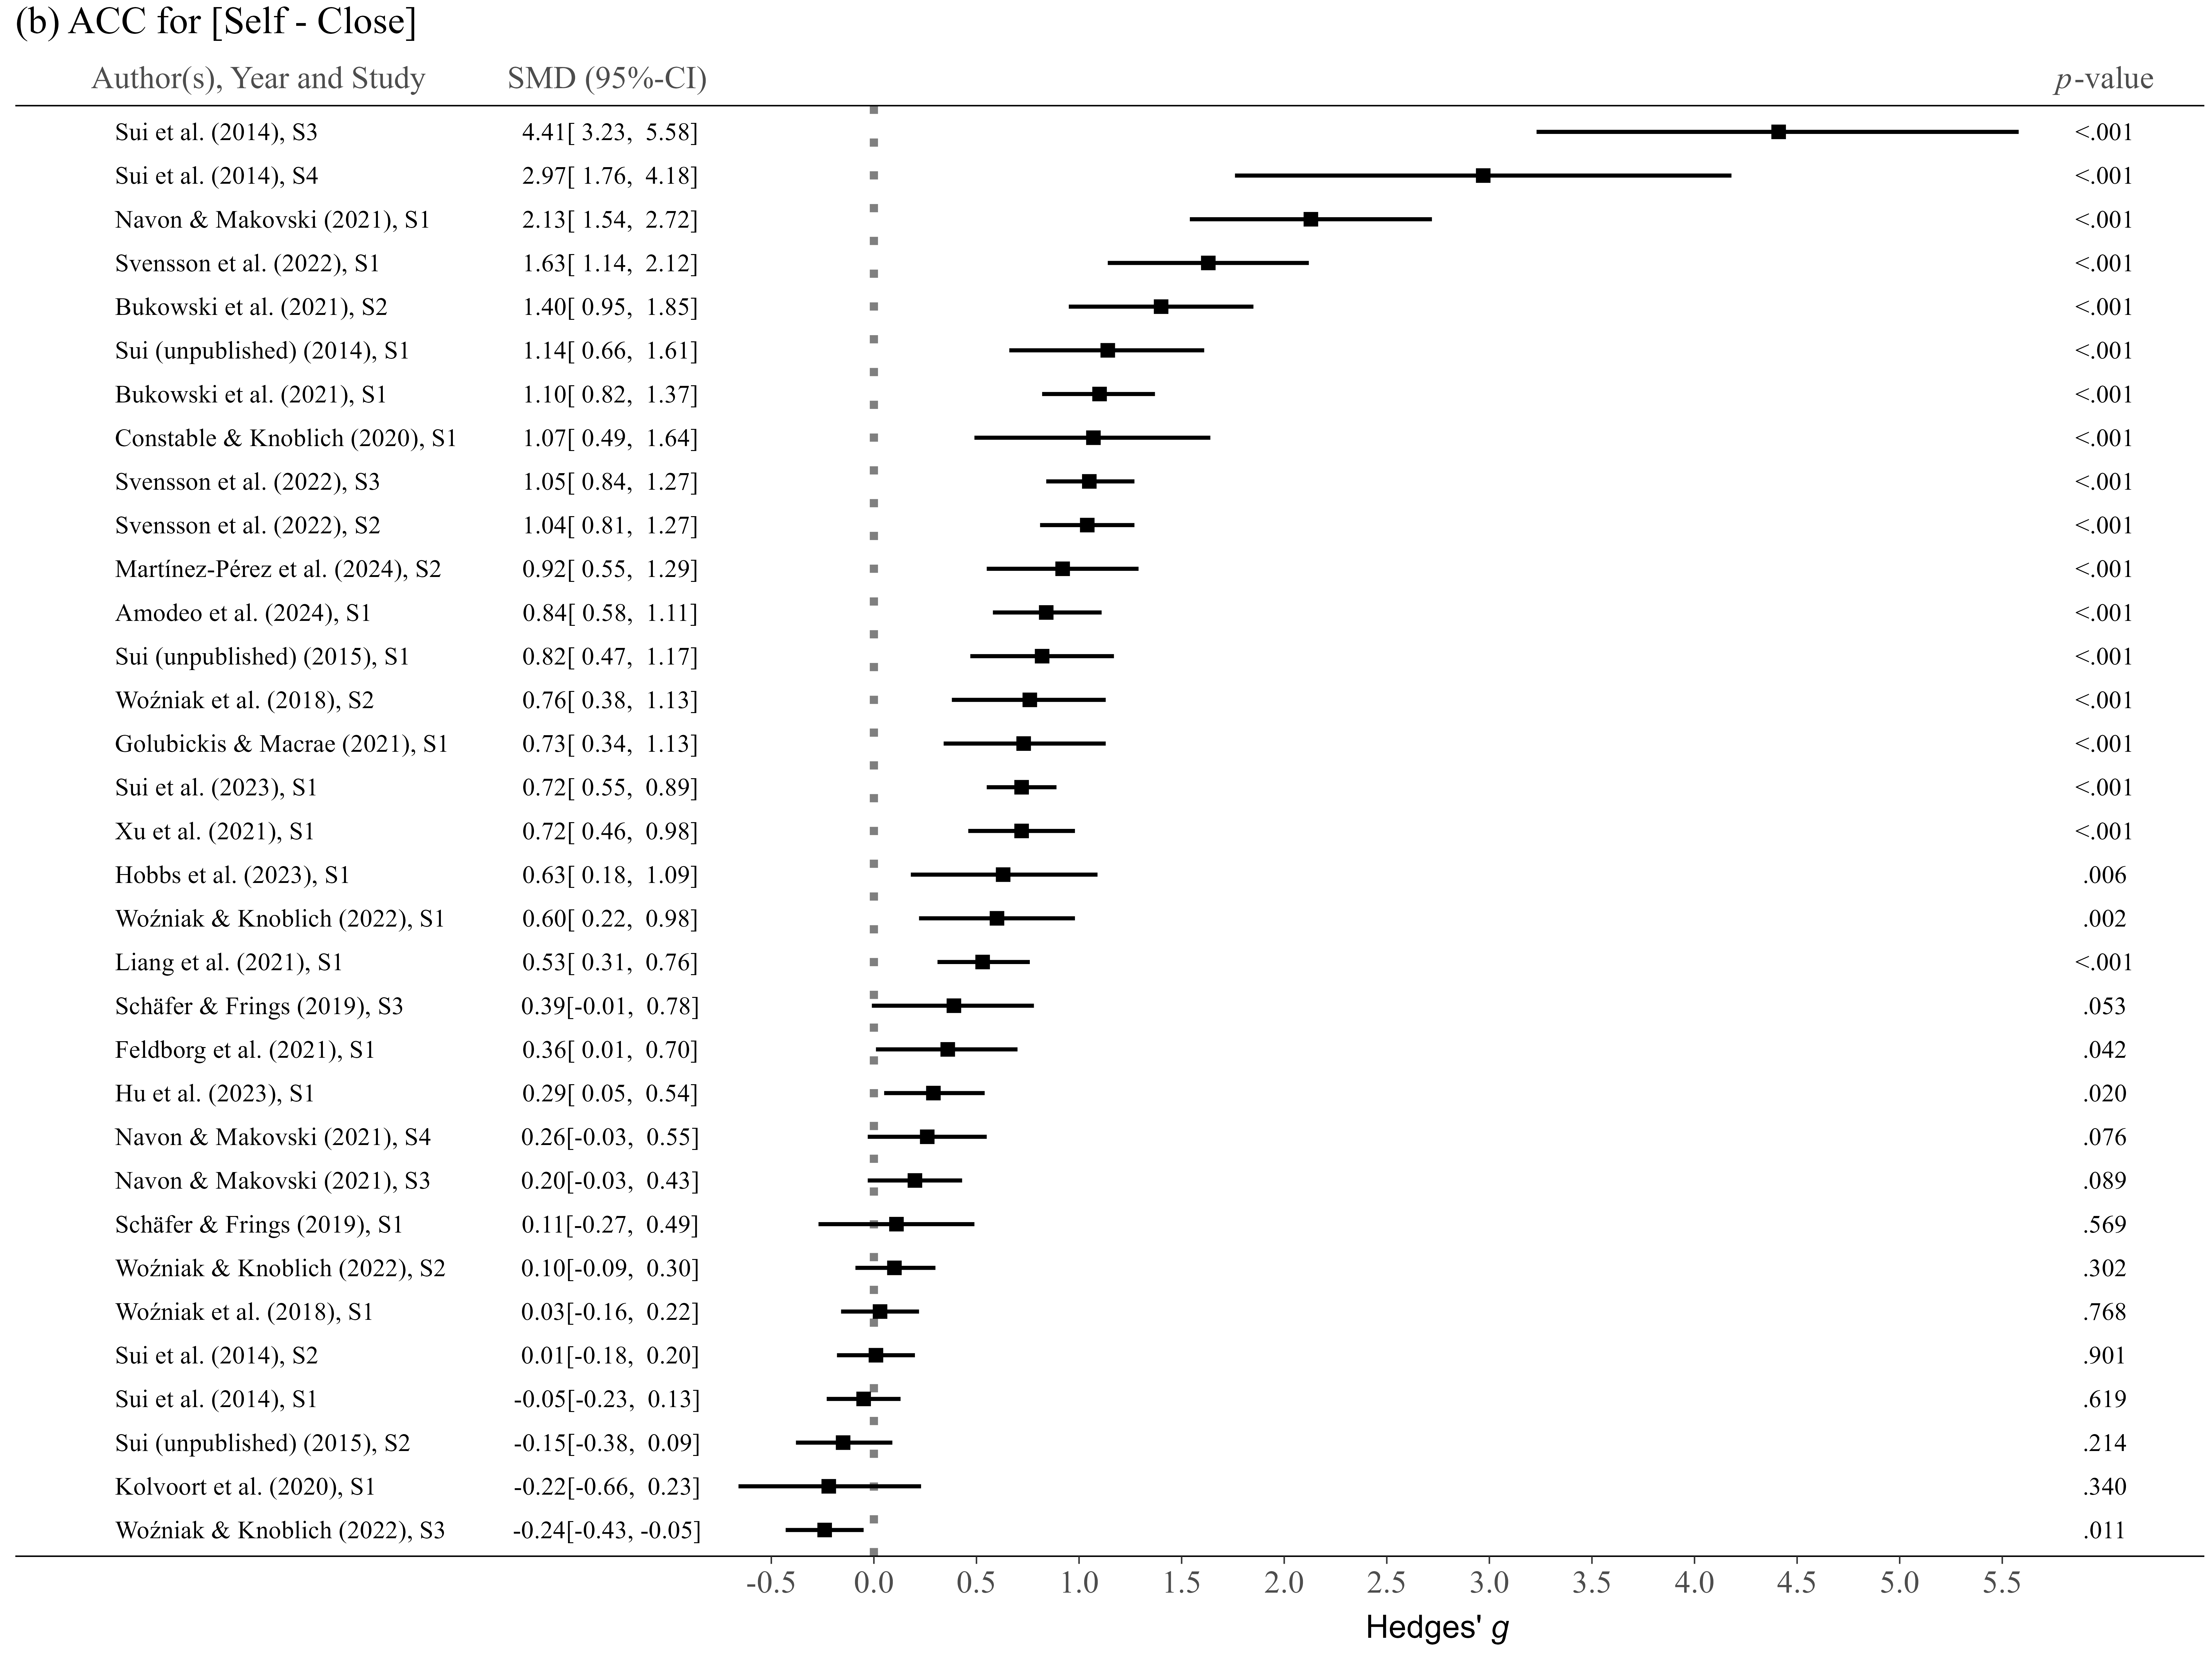 (b) ACC for [Self - Close]
Author(s), Year and Study SMD (95%-CI) p-value
Sui et al. (2014), S3 4.41[ 3.23, 5.58] <.001
Sui et al. (2014), S4 2.97[ 1.76, 4.18] <.001
Navon & Makovski (2021), S1 2.13[ 1.54, 2.72] <.001
Svensson et al. (2022), S1 1.63[ 1.14, 2.12] <.001
Bukowski et al. (2021), S2 1.40[ 0.95, 1.85] <.001
Sui (unpublished) (2014), S1 1.14[ 0.66, 1.61] <.001
Bukowski et al. (2021), S1 1.10[ 0.82, 1.37] <.001
Constable & Knoblich (2020), S1 1.07[ 0.49, 1.64] <.001
Svensson et al. (2022), S3 1.05[ 0.84, 1.27] <.001
Svensson et al. (2022), S2 1.04[ 0.81, 1.27] <.001
Martínez-Pérez et al. (2024), S2 0.92[ 0.55, 1.29] <.001
Amodeo et al. (2024), S1 0.84[ 0.58, 1.11] <.001
Sui (unpublished) (2015), S1 0.82[ 0.47, 1.17] <.001
Woźniak et al. (2018), S2 0.76[ 0.38, 1.13] <.001
Golubickis & Macrae (2021), S1 0.73[ 0.34, 1.13] <.001
Sui et al. (2023), S1 0.72[ 0.55, 0.89] <.001
Xu et al. (2021), S1 0.72[ 0.46, 0.98] <.001
Hobbs et al. (2023), S1 0.63[ 0.18, 1.09] .006
Woźniak & Knoblich (2022), S1 0.60[ 0.22, 0.98] .002
Liang et al. (2021), S1 0.53[ 0.31, 0.76] <.001
Schäfer & Frings (2019), S3 0.39[-0.01, 0.78] .053
Feldborg et al. (2021), S1 0.36[ 0.01, 0.70] .042
Hu et al. (2023), S1 0.29[ 0.05, 0.54] .020
Navon & Makovski (2021), S4 0.26[-0.03, 0.55] .076
Navon & Makovski (2021), S3 0.20[-0.03, 0.43] .089
Schäfer & Frings (2019), S1 0.11[-0.27, 0.49] .569
Woźniak & Knoblich (2022), S2 0.10[-0.09, 0.30] .302
Woźniak et al. (2018), S1 0.03[-0.16, 0.22] .768
Sui et al. (2014), S2 0.01[-0.18, 0.20] .901
Sui et al. (2014), S1 -0.05[-0.23, 0.13] .619
Sui (unpublished) (2015), S2 -0.15[-0.38, 0.09] .214
Kolvoort et al. (2020), S1 -0.22[-0.66, 0.23] .340
Woźniak & Knoblich (2022), S3 -0.24[-0.43, -0.05] .011
-0.5 0.0 0.5 1.0 1.5 2.0 2.5 3.0 3.5 4.0 4.5 5.0 5.5
Hedges' g